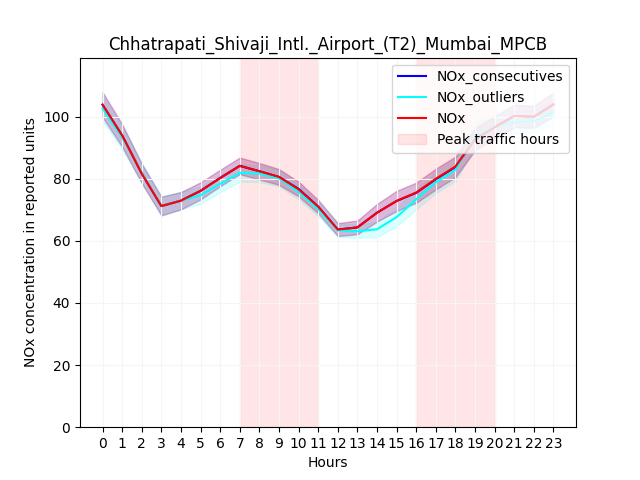 Chhatrapati_Shivaji_Intl._Airport_(T2)_Mumbai_MPCB
NOx_consecutives
NOx_outliers
NOx
Peak traffic hours
NOx concentration in reported units
100
80
60
40
20
0
0 1 2 3 4 5 6 7 8 9 10 11 12 13 14 15 16 17 18 19 20 21 22 23
Hours